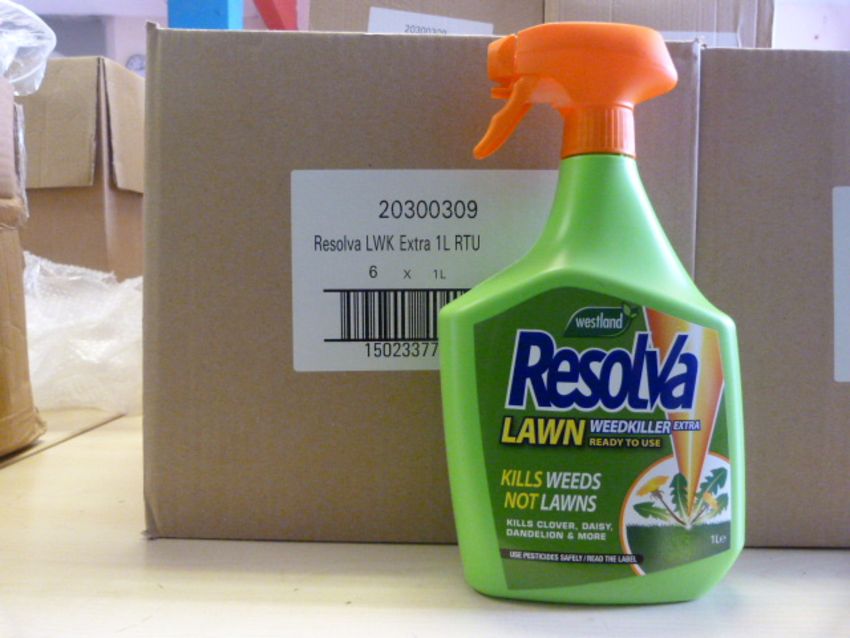 20300309
20300309
Resolva LWK Extra 1L RTU
6 X 1L
15023377
westland
RESOLVA
LAWN WEEDKILLER EXTRA
READY TO USE
KILLS WEEDS
NOT LAWNS
KILLS CLOVER, DAISY,
DANDELION & MORE
1L e
USE PESTICIDES SAFELY / READ THE LABEL